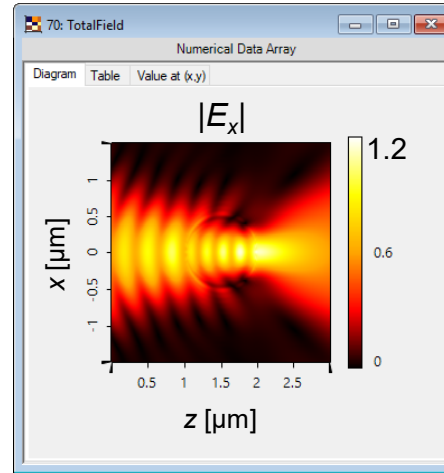 70: TotalField
Numerical Data Array
Diagram Table Value at (x,y)
|Eₓ|
1.2
0.6
0
x [µm]
1
0.5
0
-0.5
-1
0.5 1 1.5 2 2.5
z [µm]